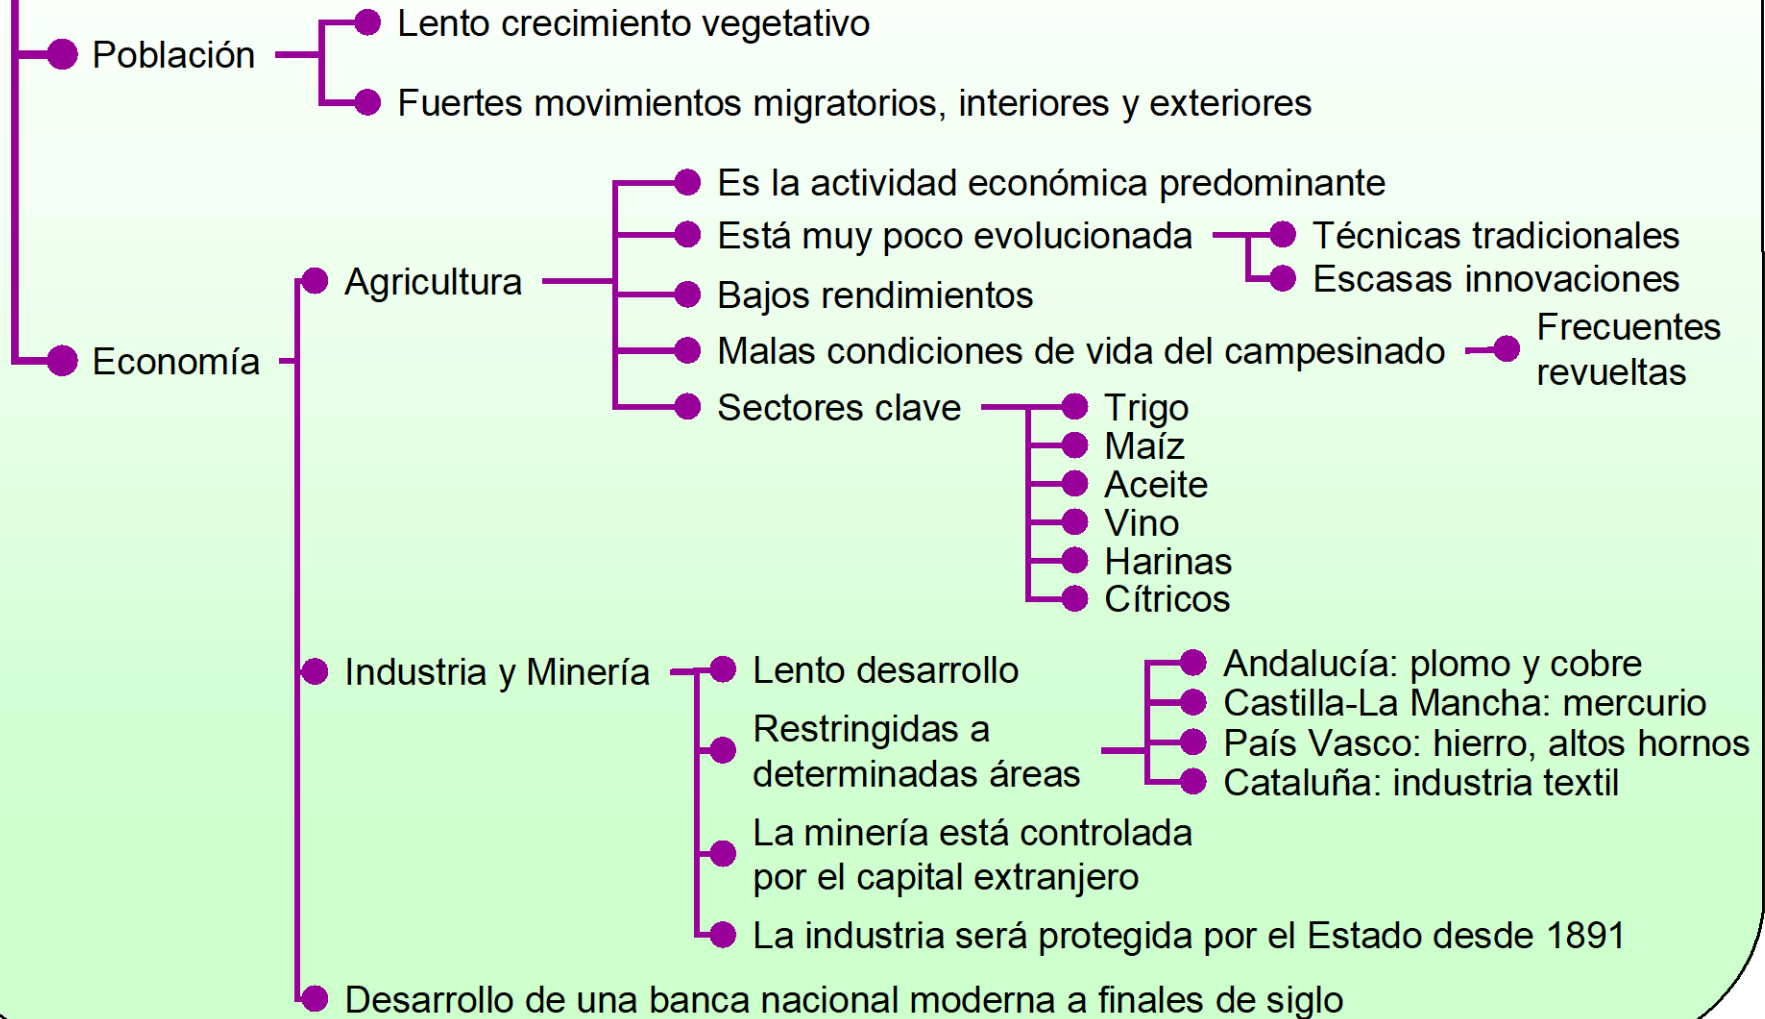 Población
Lento crecimiento vegetativo
Fuertes movimientos migratorios, interiores y exteriores
Economía
Agricultura
Es la actividad económica predominante
Está muy poco evolucionada
Técnicas tradicionales
Escasas innovaciones
Bajos rendimientos
Malas condiciones de vida del campesinado
Frecuentes
revueltas
Sectores clave
Trigo
Maíz
Aceite
Vino
Harinas
Cítricos
Industria y Minería
Lento desarrollo
Restringidas a
determinadas áreas
Andalucía: plomo y cobre
Castilla-La Mancha: mercurio
País Vasco: hierro, altos hornos
Cataluña: industria textil
La minería está controlada
por el capital extranjero
La industria será protegida por el Estado desde 1891
Desarrollo de una banca nacional moderna a finales de siglo